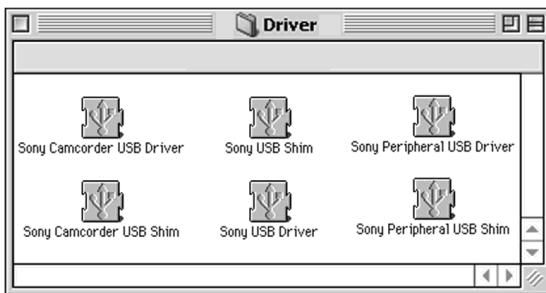 Driver
Sony Camcorder USB Driver
Sony USB Shim
Sony Peripheral USB Driver
Sony Camcorder USB Shim
Sony USB Driver
Sony Peripheral USB Shim